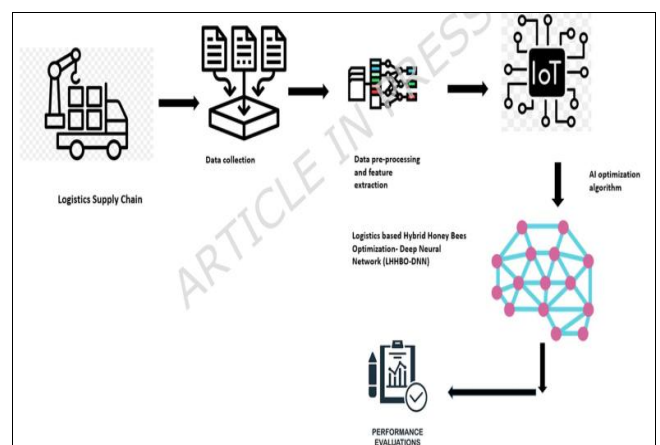 ARTICLE IN PRESS
IoT
Data collection
Data pre-processing
and feature
extraction
AI optimization
algorithm
Logistics Supply Chain
Logistics based Hybrid Honey Bees
Optimization- Deep Neural
Network (LHHBO-DNN)
PERFORMANCE
EVALUATIONS